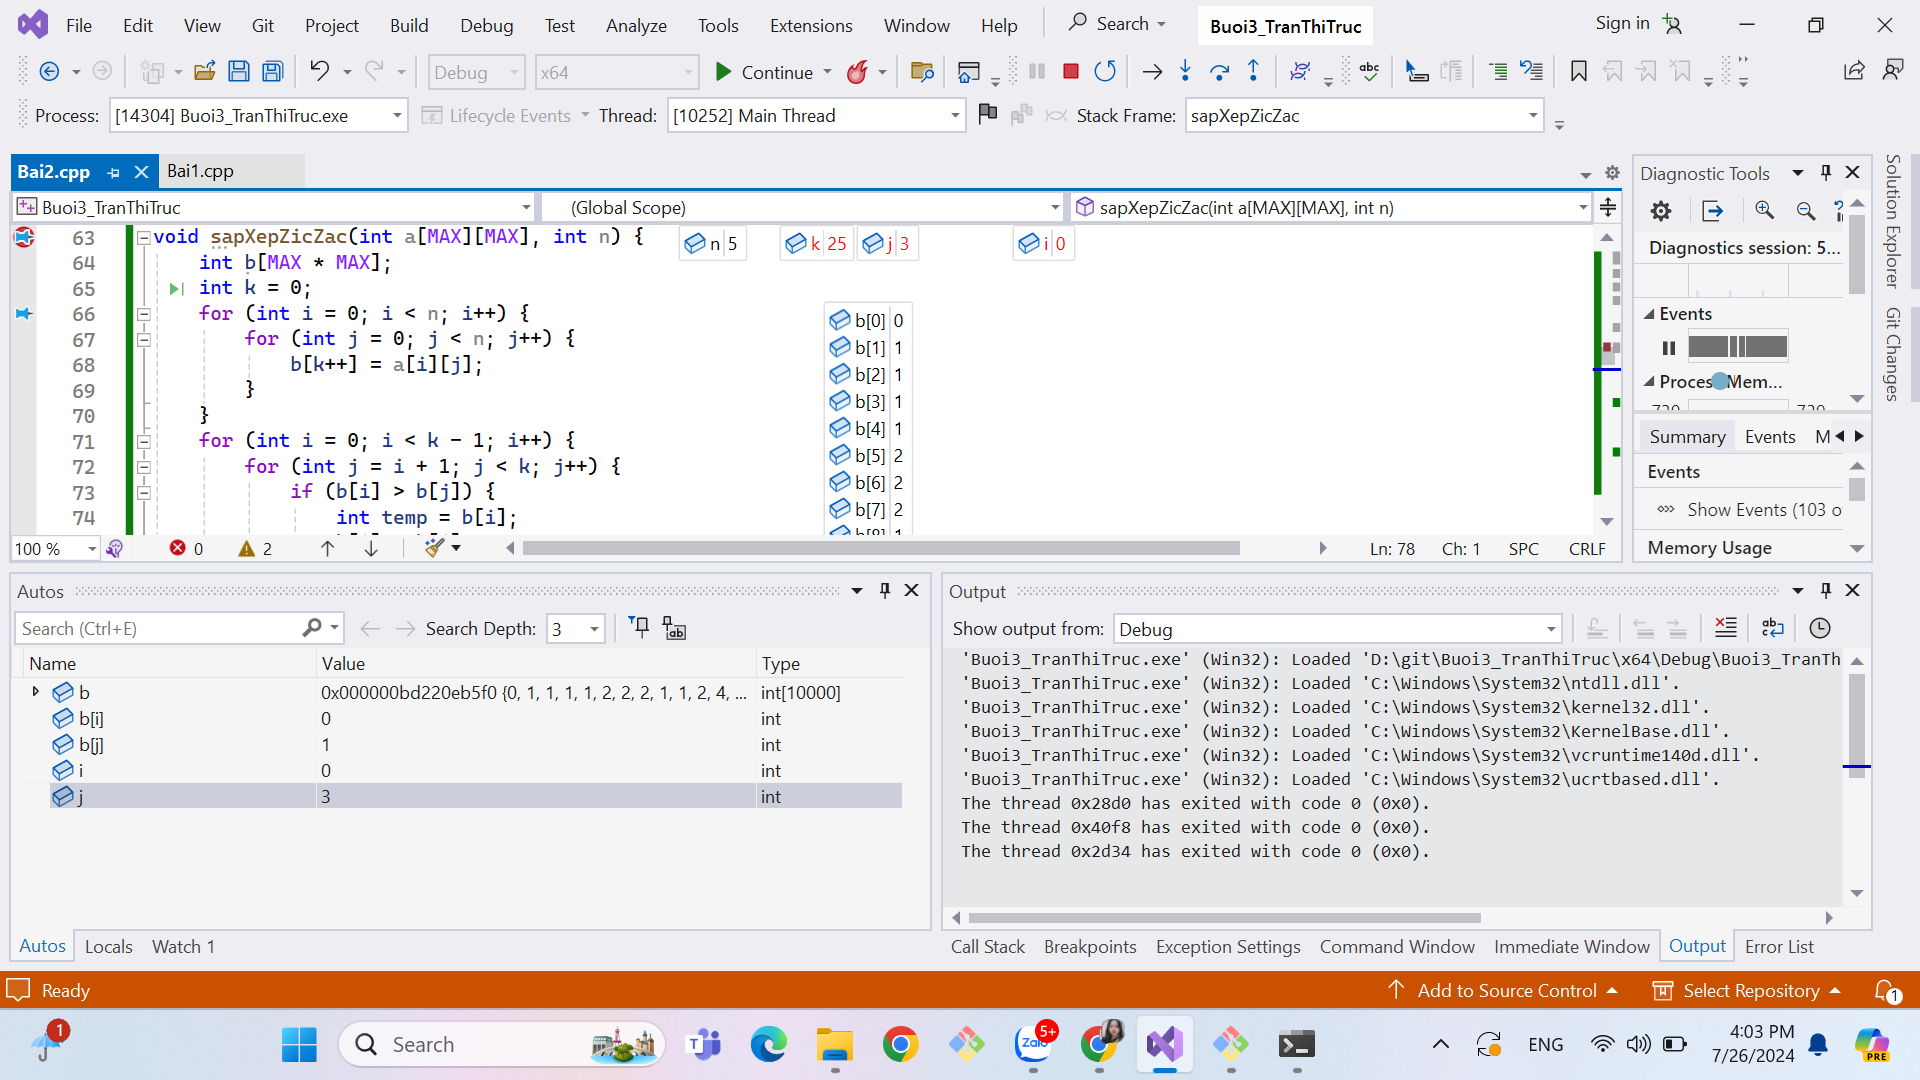 File Edit View Git Project Build Debug Test Analyze Tools Extensions Window Help Search Buoi3_TranThiTruc Sign in
Debug x64 Continue
Process: [14304] Buoi3_TranThiTruc.exe Lifecycle Events Thread: [10252] Main Thread Stack Frame: sapXepZicZac
Bai2.cpp Bai1.cpp
Buoi3_TranThiTruc (Global Scope) sapXepZicZac(int a[MAX][MAX], int n)
63 void sapXepZicZac(int a[MAX][MAX], int n) { n 5 k 25 j 3 i 0
64 int b[MAX * MAX];
65 int k = 0;
66 for (int i = 0; i < n; i++) {
67 for (int j = 0; j < n; j++) {
68 b[k++] = a[i][j];
69 }
70 }
71 for (int i = 0; i < k - 1; i++) {
72 for (int j = i + 1; j < k; j++) {
73 if (b[i] > b[j]) {
74 int temp = b[i];
b[0] 0
b[1] 1
b[2] 1
b[3] 1
b[4] 1
b[5] 2
b[6] 2
b[7] 2
b[8] 1
100 % 0 2 Ln: 78 Ch: 1 SPC CRLF
Diagnostic Tools
Diagnostics session: 5...
Events
Process Mem...
Summary Events M
Events
Show Events (103 o
Memory Usage
Solution Explorer
Git Changes
Autos
Search (Ctrl+E) Search Depth: 3
Name Value Type
b 0x000000bd220eb5f0 {0, 1, 1, 1, 1, 2, 2, 2, 1, 1, 2, 4, ... int[10000]
b[i] 0 int
b[j] 1 int
i 0 int
j 3 int
Autos Locals Watch 1
Output
Show output from: Debug
'Buoi3_TranThiTruc.exe' (Win32): Loaded 'D:\git\Buoi3_TranThiTruc\x64\Debug\Buoi3_TranTh
'Buoi3_TranThiTruc.exe' (Win32): Loaded 'C:\Windows\System32\ntdll.dll'.
'Buoi3_TranThiTruc.exe' (Win32): Loaded 'C:\Windows\System32\kernel32.dll'.
'Buoi3_TranThiTruc.exe' (Win32): Loaded 'C:\Windows\System32\KernelBase.dll'.
'Buoi3_TranThiTruc.exe' (Win32): Loaded 'C:\Windows\System32\vcruntime140d.dll'.
'Buoi3_TranThiTruc.exe' (Win32): Loaded 'C:\Windows\System32\ucrtbased.dll'.
The thread 0x28d0 has exited with code 0 (0x0).
The thread 0x40f8 has exited with code 0 (0x0).
The thread 0x2d34 has exited with code 0 (0x0).
Call Stack Breakpoints Exception Settings Command Window Immediate Window Output Error List
Ready Add to Source Control Select Repository 1
1 Search 5+ Zalo ENG 4:03 PM
7/26/2024 PRE